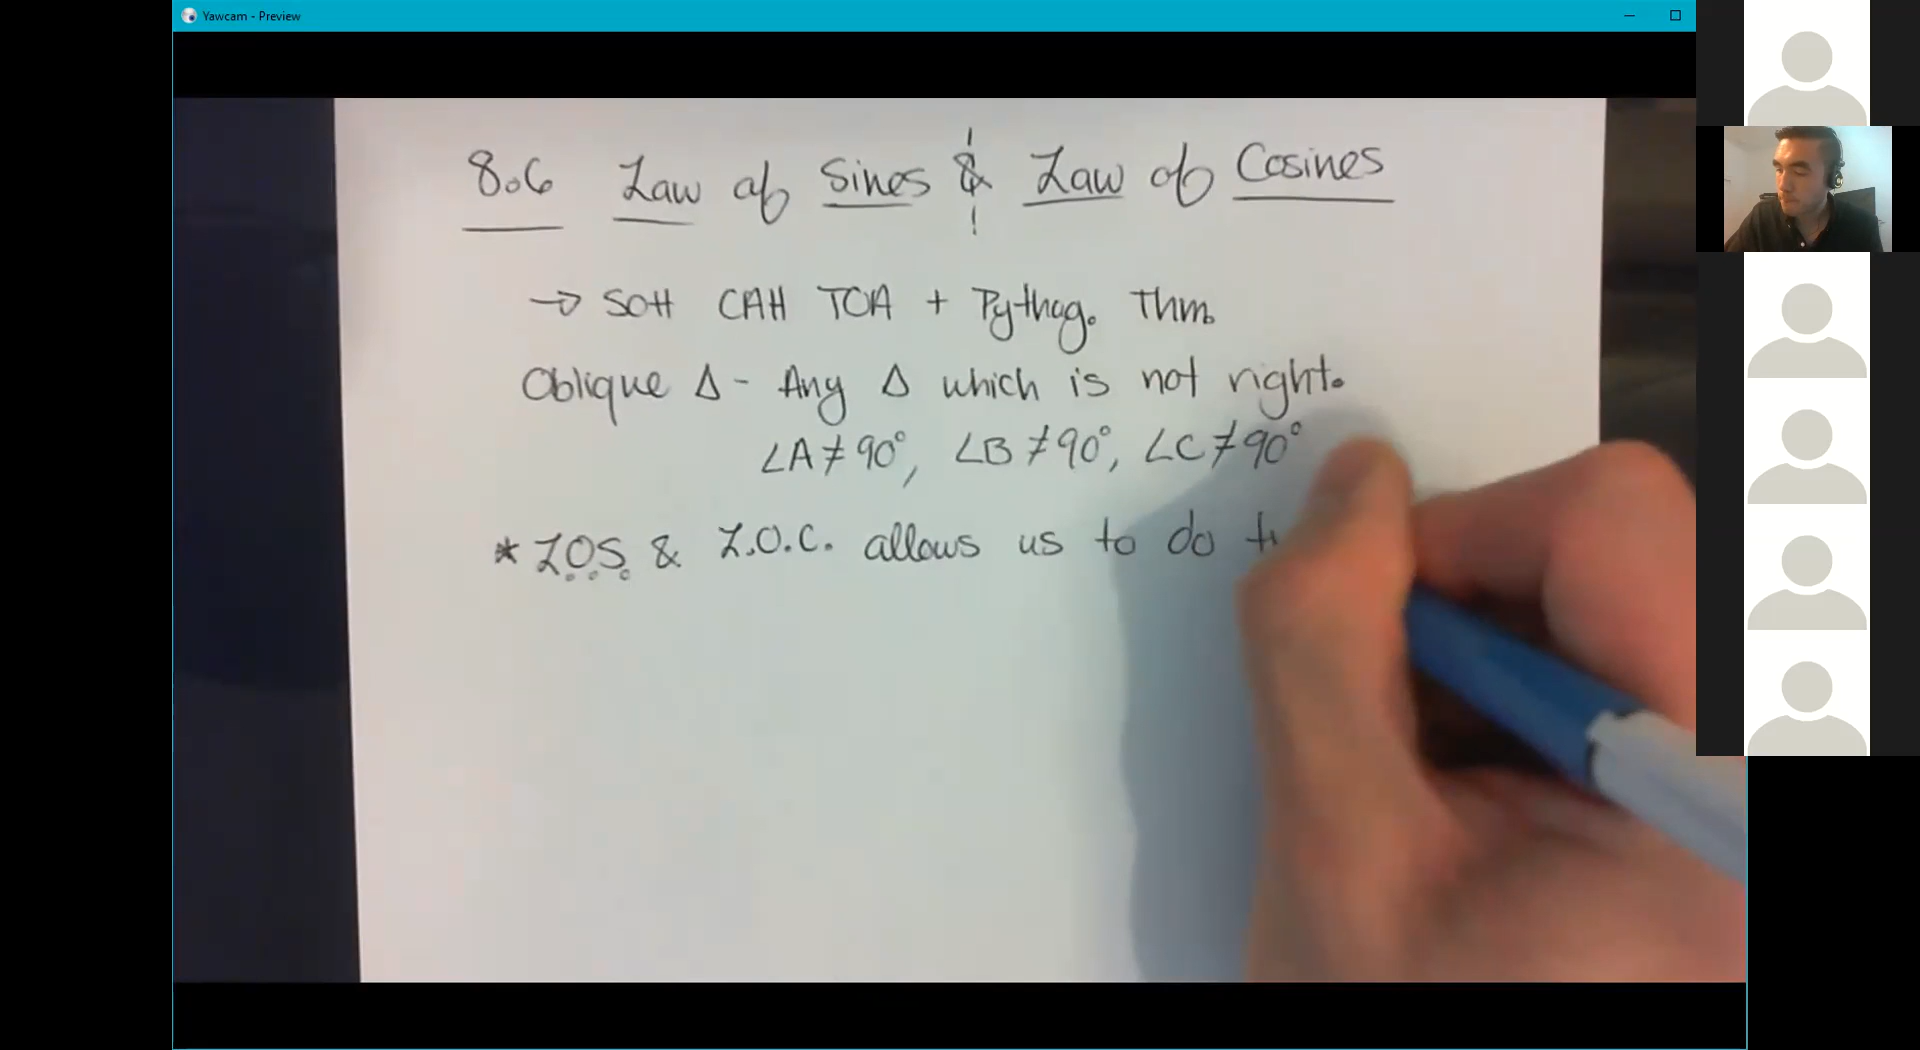 Yawcam - Preview
8.6 Law of Sines & Law of Cosines
→ SOH CAH TOA + Pythag. Thm.
Oblique Δ - Any Δ which is not right.
∠A ≠ 90°, ∠B ≠ 90°, ∠C ≠ 90°
* L.O.S. & L.O.C. allows us to do